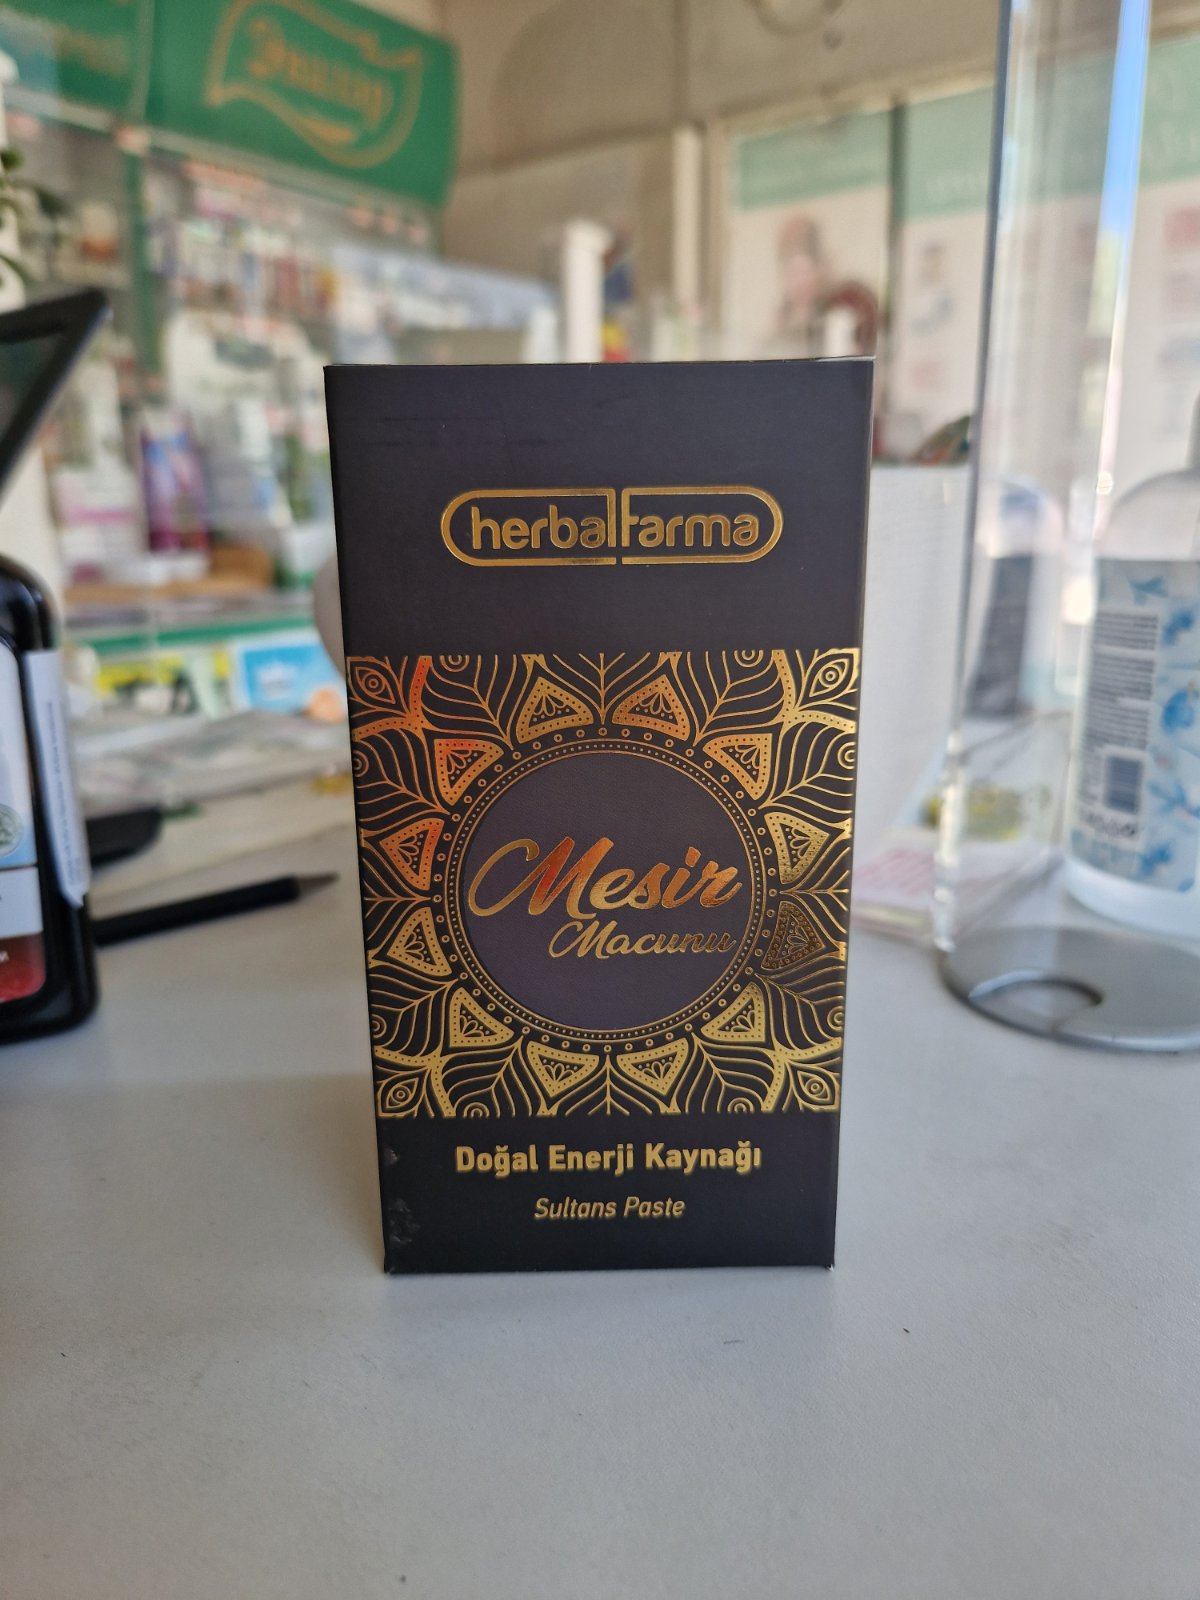 herbalfarma
Mesir
Macunu
Doğal Enerji Kaynağı
Sultans Paste